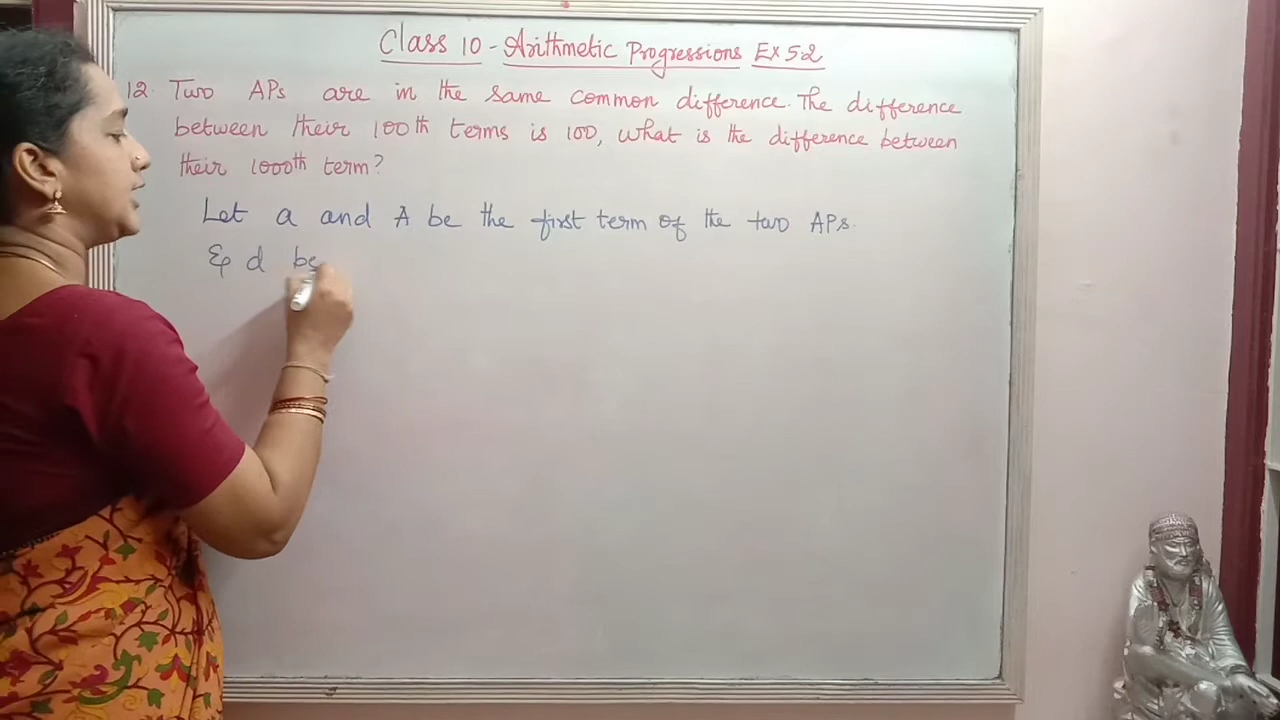 Class 10 - Arithmetic Progressions Ex 5.2
12. Two APs are in the same common difference. The difference
between their 100th terms is 100, what is the difference between
their 1000th term?
Let a and A be the first term of the two APs.
& d be